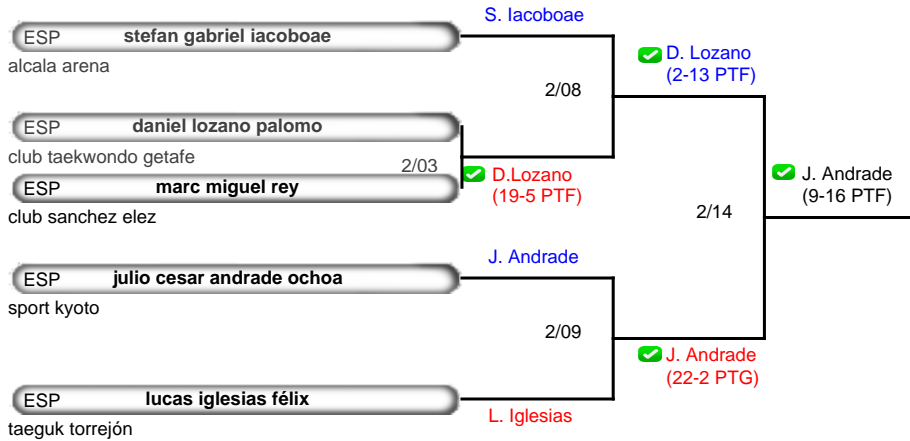 S. Iacoboae
ESP stefan gabriel iacoboae
alcala arena
D. Lozano
(2-13 PTF)
2/08
ESP daniel lozano palomo
club taekwondo getafe
2/03
D.Lozano
(19-5 PTF)
ESP marc miguel rey
club sanchez elez
J. Andrade
(9-16 PTF)
2/14
J. Andrade
ESP julio cesar andrade ochoa
sport kyoto
2/09
J. Andrade
(22-2 PTG)
ESP lucas iglesias félix
L. Iglesias
taeguk torrejón